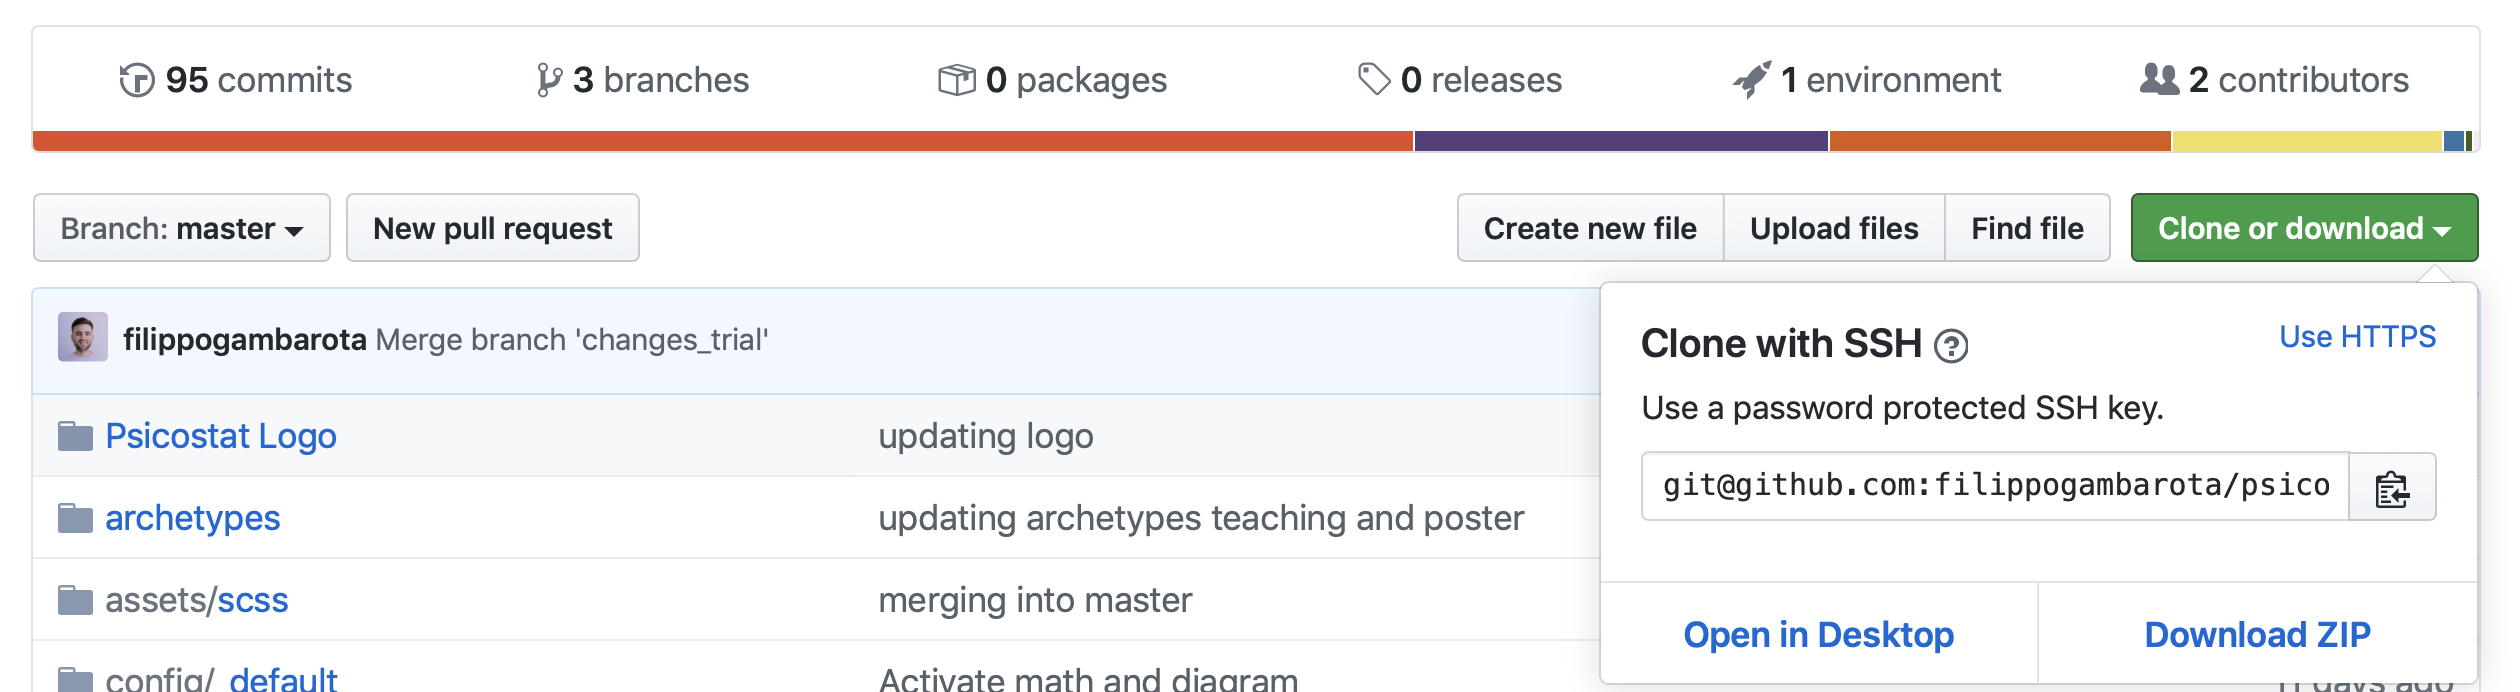 95 commits
3 branches
0 packages
0 releases
1 environment
2 contributors
Branch: master
New pull request
Create new file
Upload files
Find file
Clone or download
filippogambarota Merge branch 'changes_trial'
Clone with SSH
Use HTTPS
Use a password protected SSH key.
git@github.com:filippogambarota/psico
Open in Desktop
Download ZIP
Psicostat Logo
updating logo
archetypes
updating archetypes teaching and poster
assets/scss
merging into master
config/_default
Activate math and diagram
11 days ago